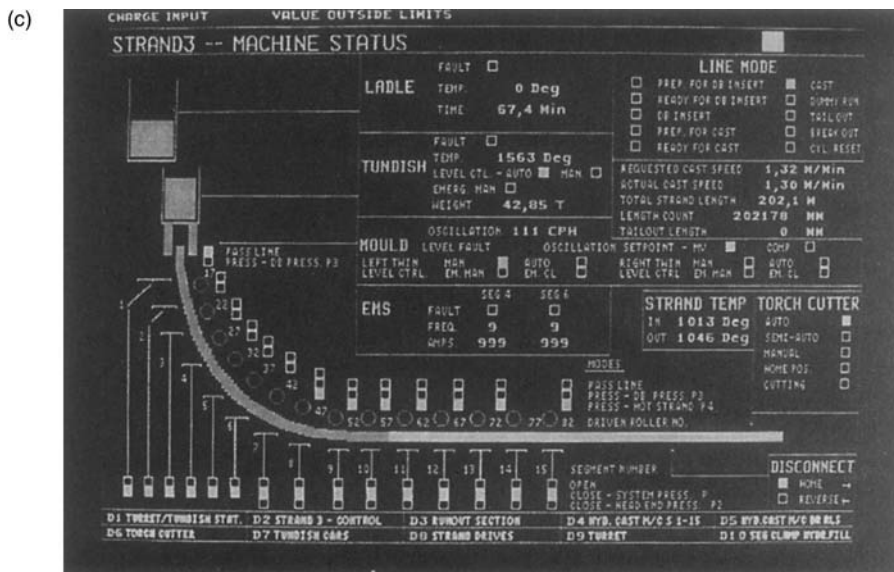 (c)
CHARGE INPUT VALUE OUTSIDE LIMITS
STRAND3 -- MACHINE STATUS
LADLE
FAULT
TEMP. 0 Deg
TIME 67,4 Min
LINE MODE
PREP. FOR DB INSERT CAST
READY FOR DB INSERT DUMMY RUN
DB INSERT TAIL OUT
PREP. FOR CAST BREAK OUT
READY FOR CAST CYL RESET
TUNDISH
FAULT
TEMP. 1563 Deg
LEVEL CTL. - AUTO MAN
EMERG. MAN
WEIGHT 42,85 T
REQUESTED CAST SPEED 1,32 M/Min
ACTUAL CAST SPEED 1,30 M/Min
TOTAL STRAND LENGTH 202,1 M
LENGTH COUNT 202178 MM
TAILOUT LENGTH 0 MM
MOULD
OSCILLATION 111 CPH
LEVEL FAULT OSCILLATION SETPOINT - MV COMP
LEFT TWIN MAN AUTO RIGHT TWIN MAN AUTO
LEVEL CTRL. EM. MAN EM. CL LEVEL CTRL EM. MAN EM. CL
PASS LINE
PRESS - DB PRESS. P3
EMS
SEG 4 SEG 6
FAULT
FREQ. 9 9
AMPS. 999 999
STRAND TEMP
IN 1013 Deg
OUT 1046 Deg
TORCH CUTTER
AUTO
SEMI-AUTO
MANUAL
HOME POS.
CUTTING
MODES
PASS LINE
PRESS - DB PRESS. P3
PRESS - HOT STRAND P4
DRIVEN ROLLER NO.
17
22
27
32
37
42
47 52 57 62 67 72 77 82
1 2 3 4 5 6 7 8 9 10 11 12 13 14 15
SEGMENT NUMBER
OPEN
CLOSE - SYSTEM PRESS. P
CLOSE - HEAD END PRESS. P2
DISCONNECT
HOME →
REVERSE ←
D1 TURRET/TUNDISH STAT. D2 STRAND 3 - CONTROL D3 RUNOUT SECTION D4 HYD. CAST M/C S 1-15 D5 HYD.CAST M/C DR RLS
D6 TORCH CUTTER D7 TUNDISH CARS D8 STRAND DRIVES D9 TURRET D10 SEG CLAMP HYDR.FILL